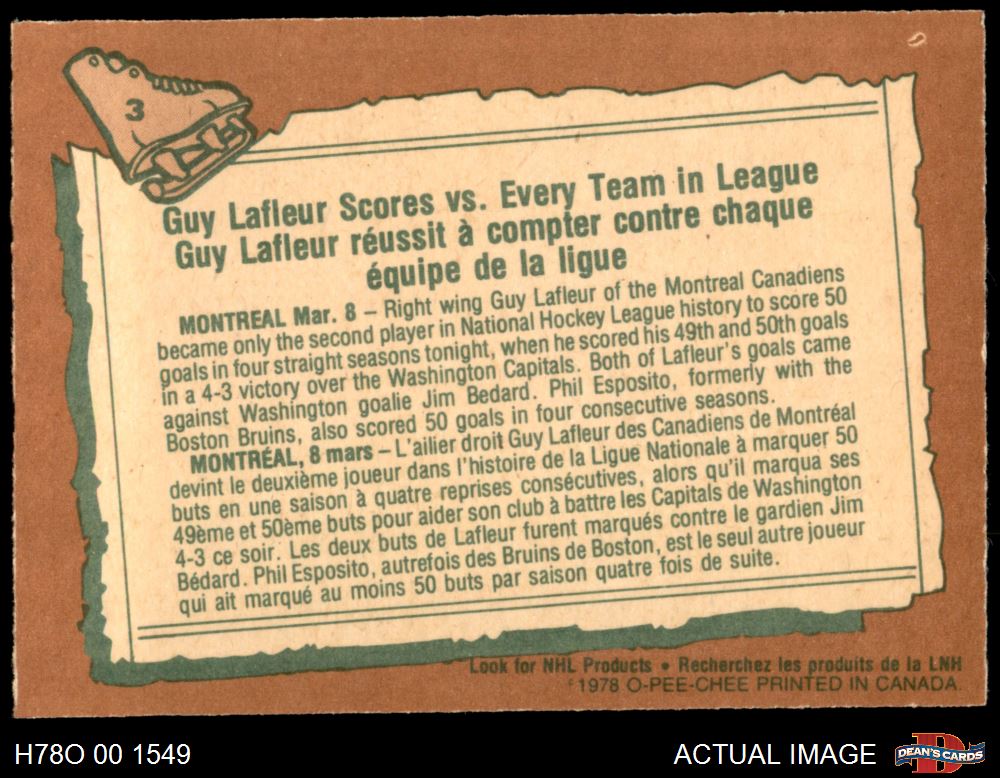 3
Guy Lafleur Scores vs. Every Team in League
Guy Lafleur réussit à compter contre chaque
équipe de la ligue
MONTREAL Mar. 8 – Right wing Guy Lafleur of the Montreal Canadiens
became only the second player in National Hockey League history to score 50
goals in four straight seasons tonight, when he scored his 49th and 50th goals
in a 4-3 victory over the Washington Capitals. Both of Lafleur's goals came
against Washington goalie Jim Bedard. Phil Esposito, formerly with the
Boston Bruins, also scored 50 goals in four consecutive seasons.
MONTRÉAL, 8 mars – L'ailier droit Guy Lafleur des Canadiens de Montréal
devint le deuxième joueur dans l'histoire de la Ligue Nationale à marquer 50
buts en une saison à quatre reprises consécutives, alors qu'il marqua ses
49ème et 50ème buts pour aider son club à battre les Capitals de Washington
4-3 ce soir. Les deux buts de Lafleur furent marqués contre le gardien Jim
Bédard. Phil Esposito, autrefois des Bruins de Boston, est le seul autre joueur
qui ait marqué au moins 50 buts par saison quatre fois de suite.
Look for NHL Products • Recherchez les produits de la LNH
©1978 O-PEE-CHEE PRINTED IN CANADA.
H78O 00 1549
ACTUAL IMAGE
DEAN'S CARDS